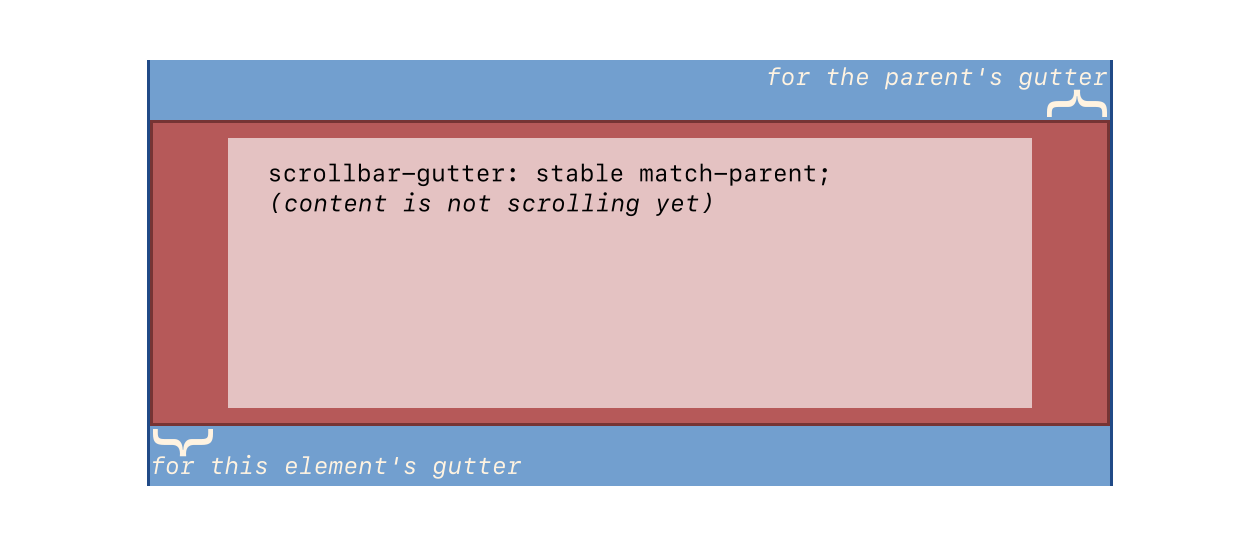 for the parent's gutter
scrollbar-gutter: stable match-parent;
(content is not scrolling yet)
for this element's gutter